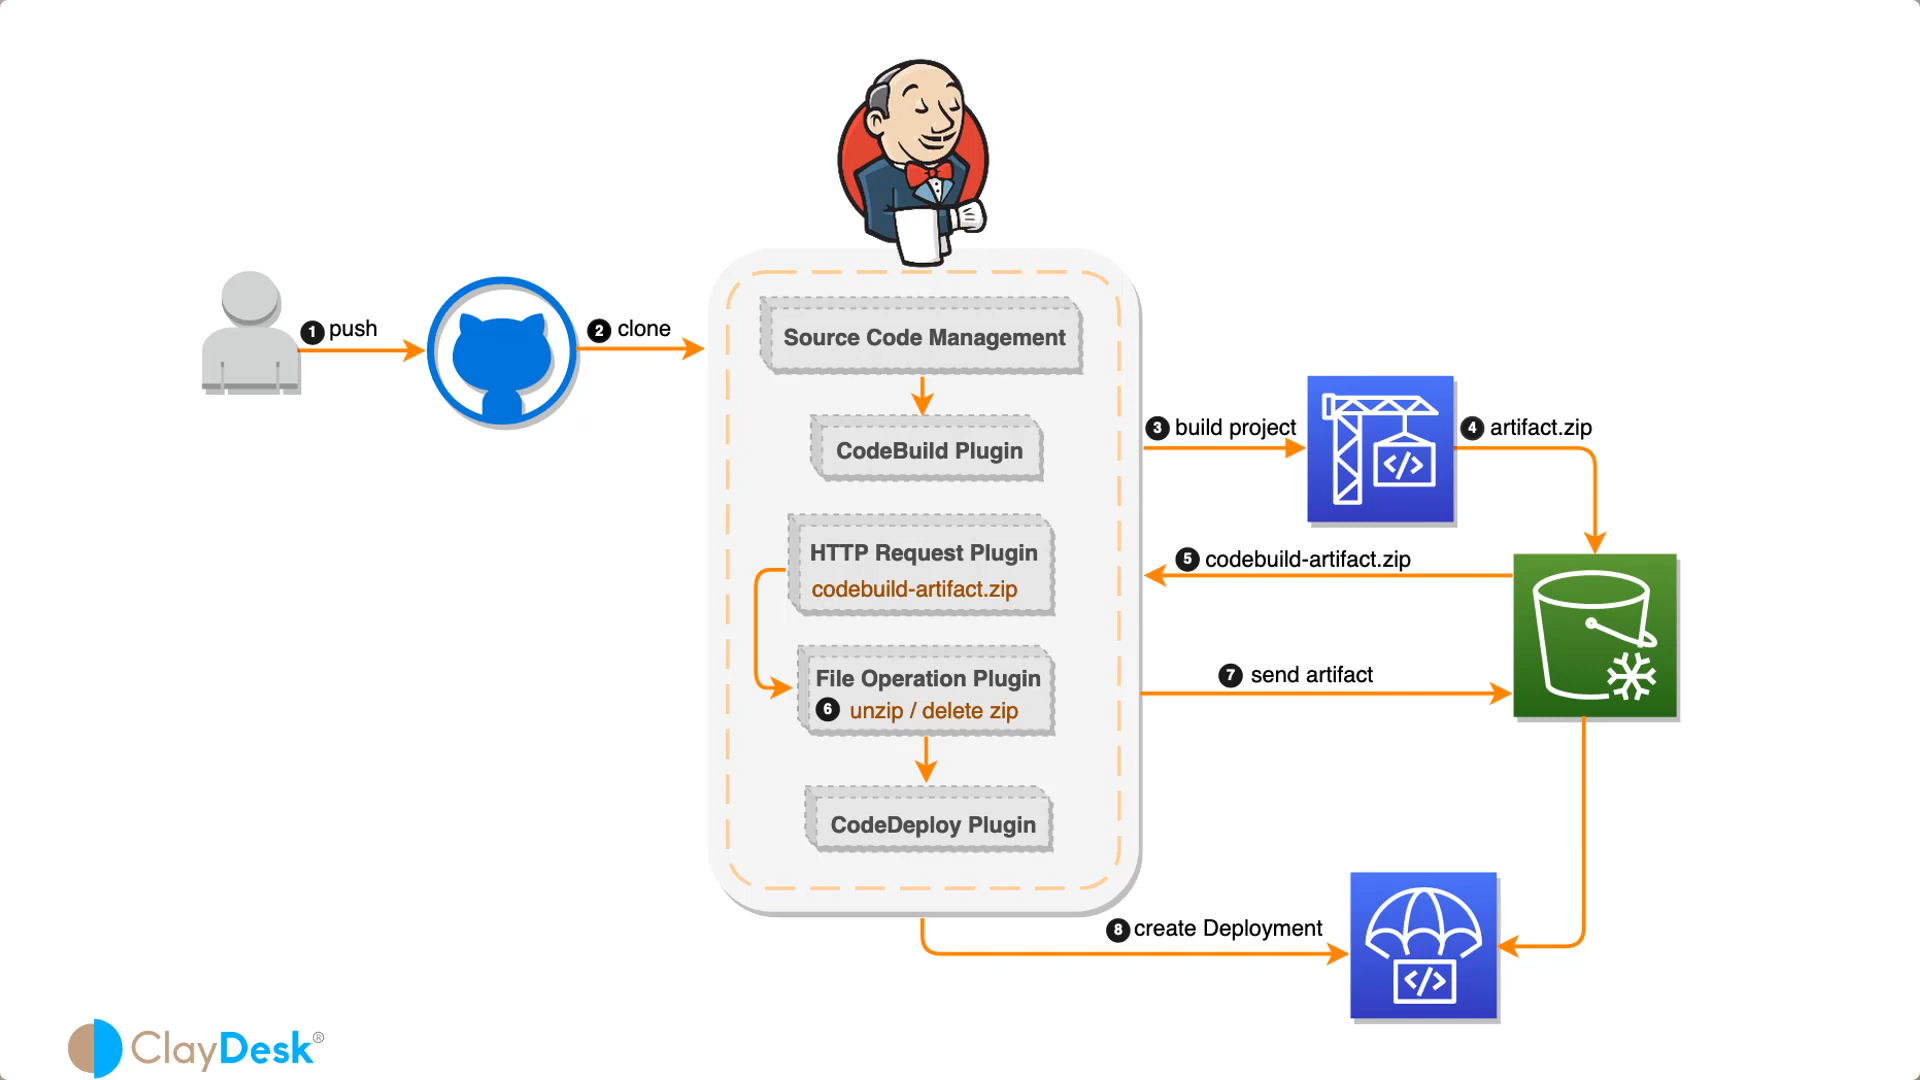 1 push
2 clone
Source Code Management
CodeBuild Plugin
3 build project
</>
4 artifact.zip
HTTP Request Plugin
codebuild-artifact.zip
5 codebuild-artifact.zip
File Operation Plugin
6 unzip / delete zip
7 send artifact
CodeDeploy Plugin
8 create Deployment
</>
ClayDesk®